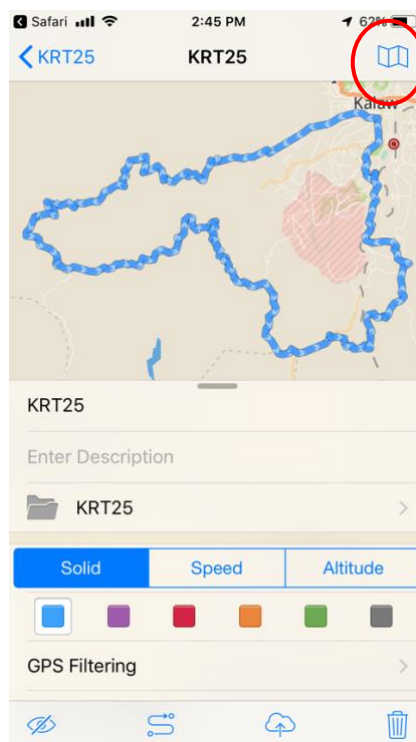 Safari 2:45 PM 62%
KRT25 KRT25
Kalaw
KRT25
Enter Description
KRT25
Solid Speed Altitude
GPS Filtering